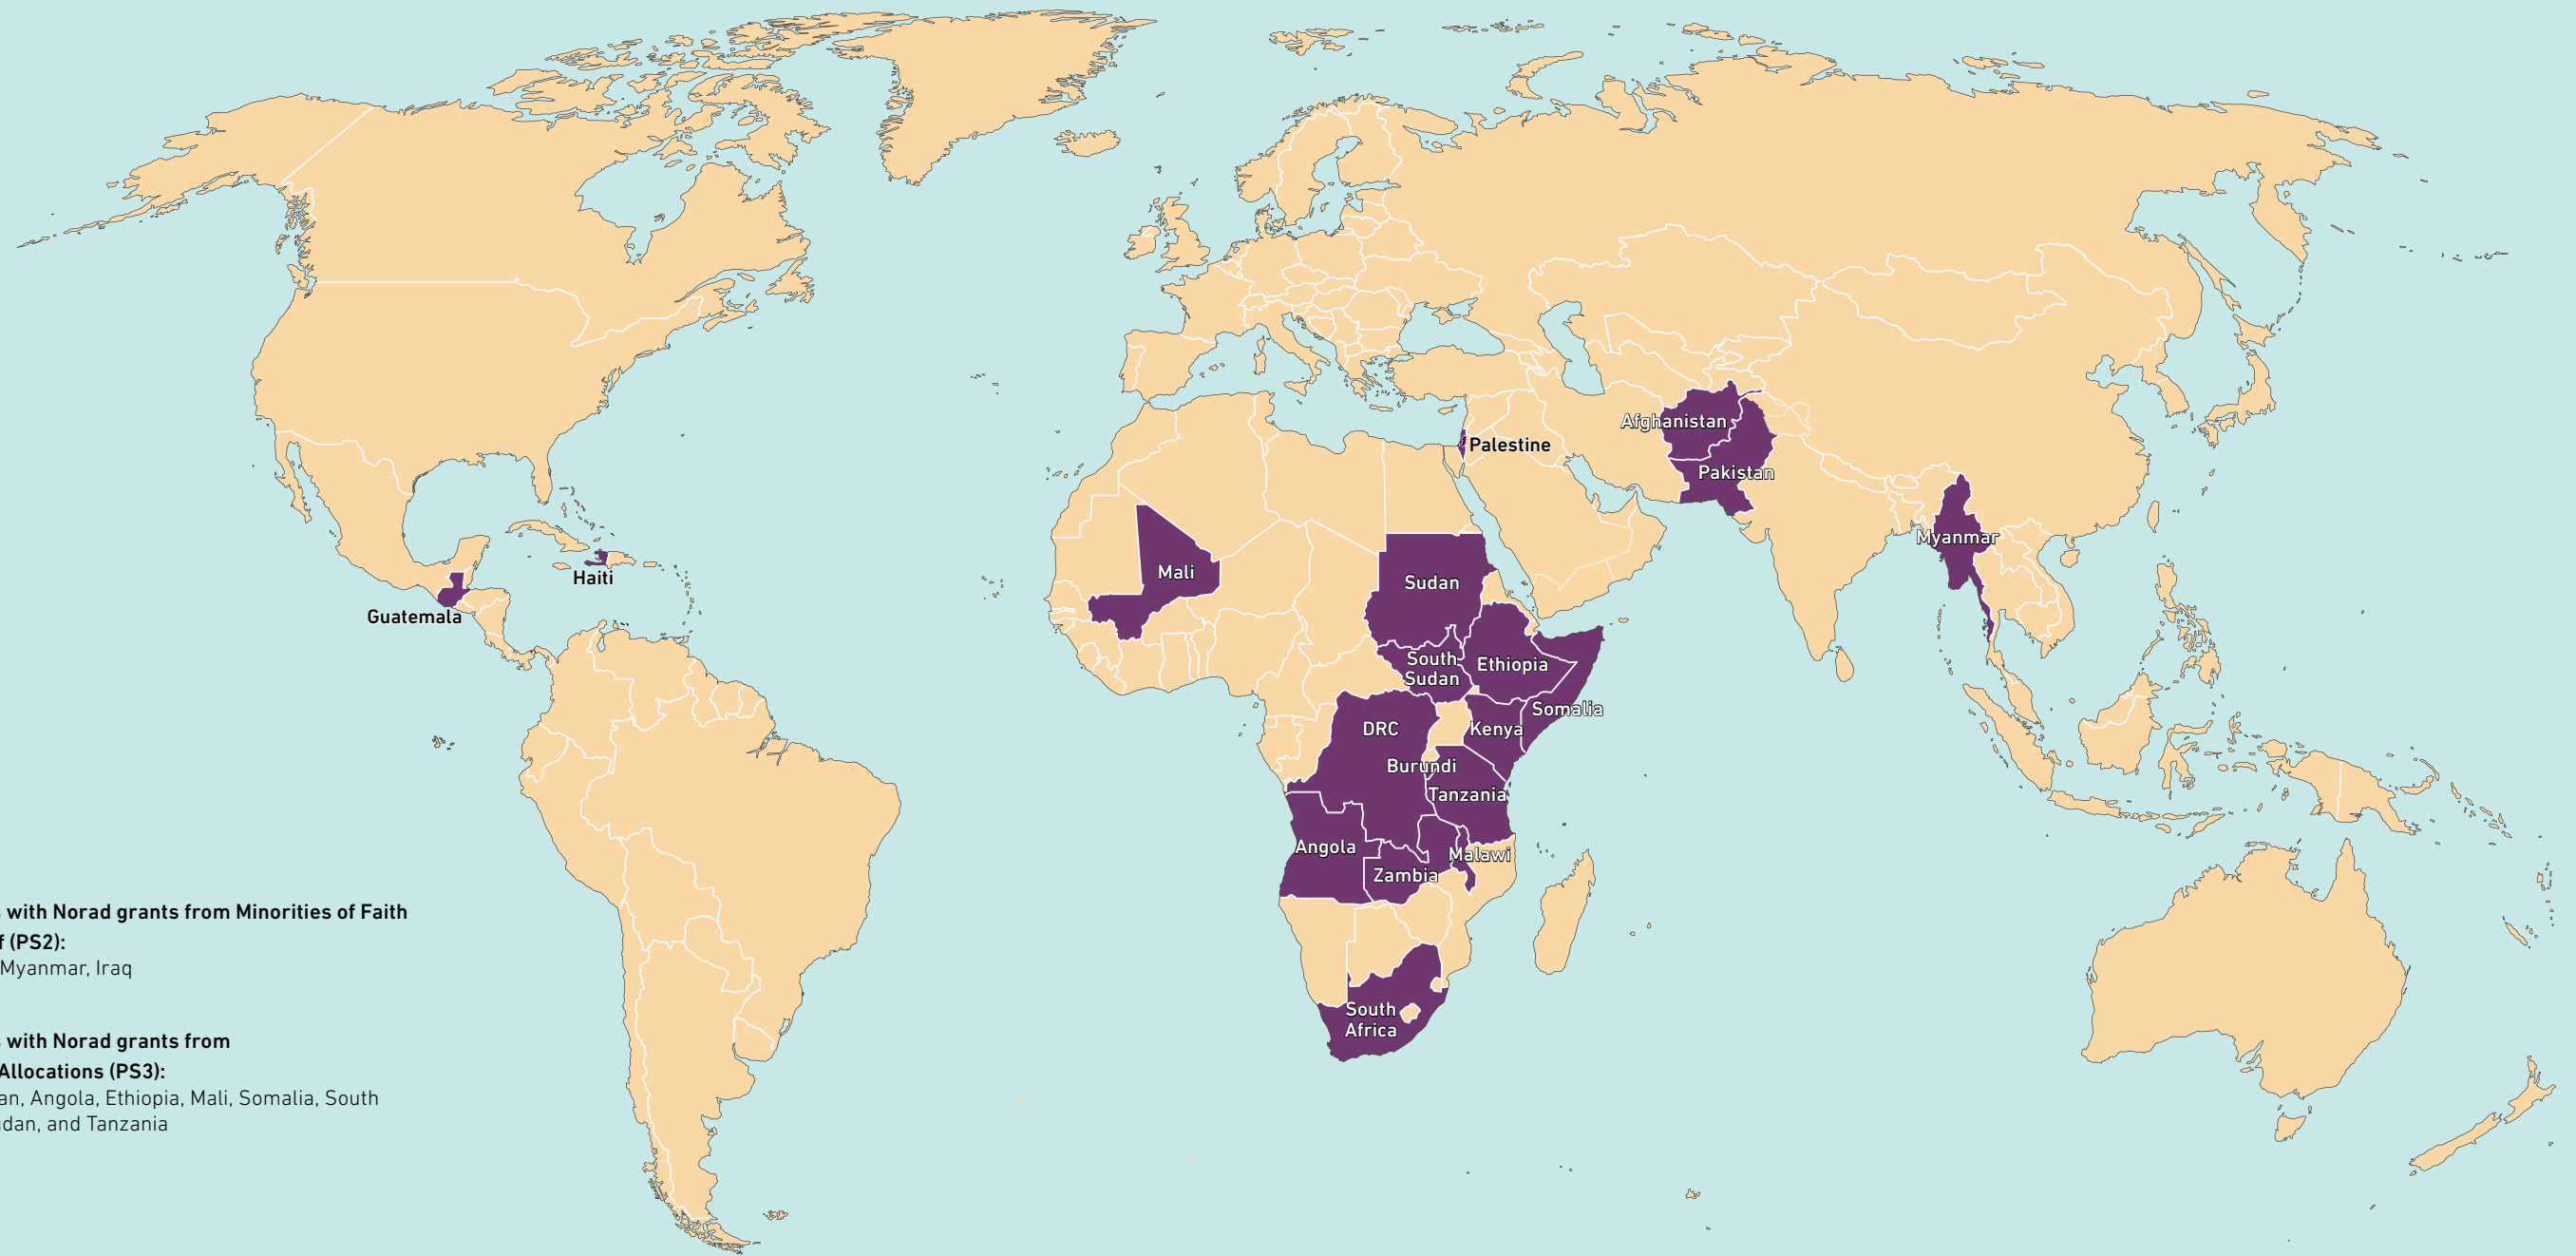 Afghanistan
Palestine
Pakistan
Myanmar
Mali
Haiti
Sudan
Guatemala
South
Sudan
Ethiopia
Somalia
DRC
Kenya
Burundi
Tanzania
Angola
Malawi
Zambia
South
Africa
with Norad grants from Minorities of Faith
(PS2):
Myanmar, Iraq
with Norad grants from
Allocations (PS3):
Angola, Ethiopia, Mali, Somalia, South
and Tanzania